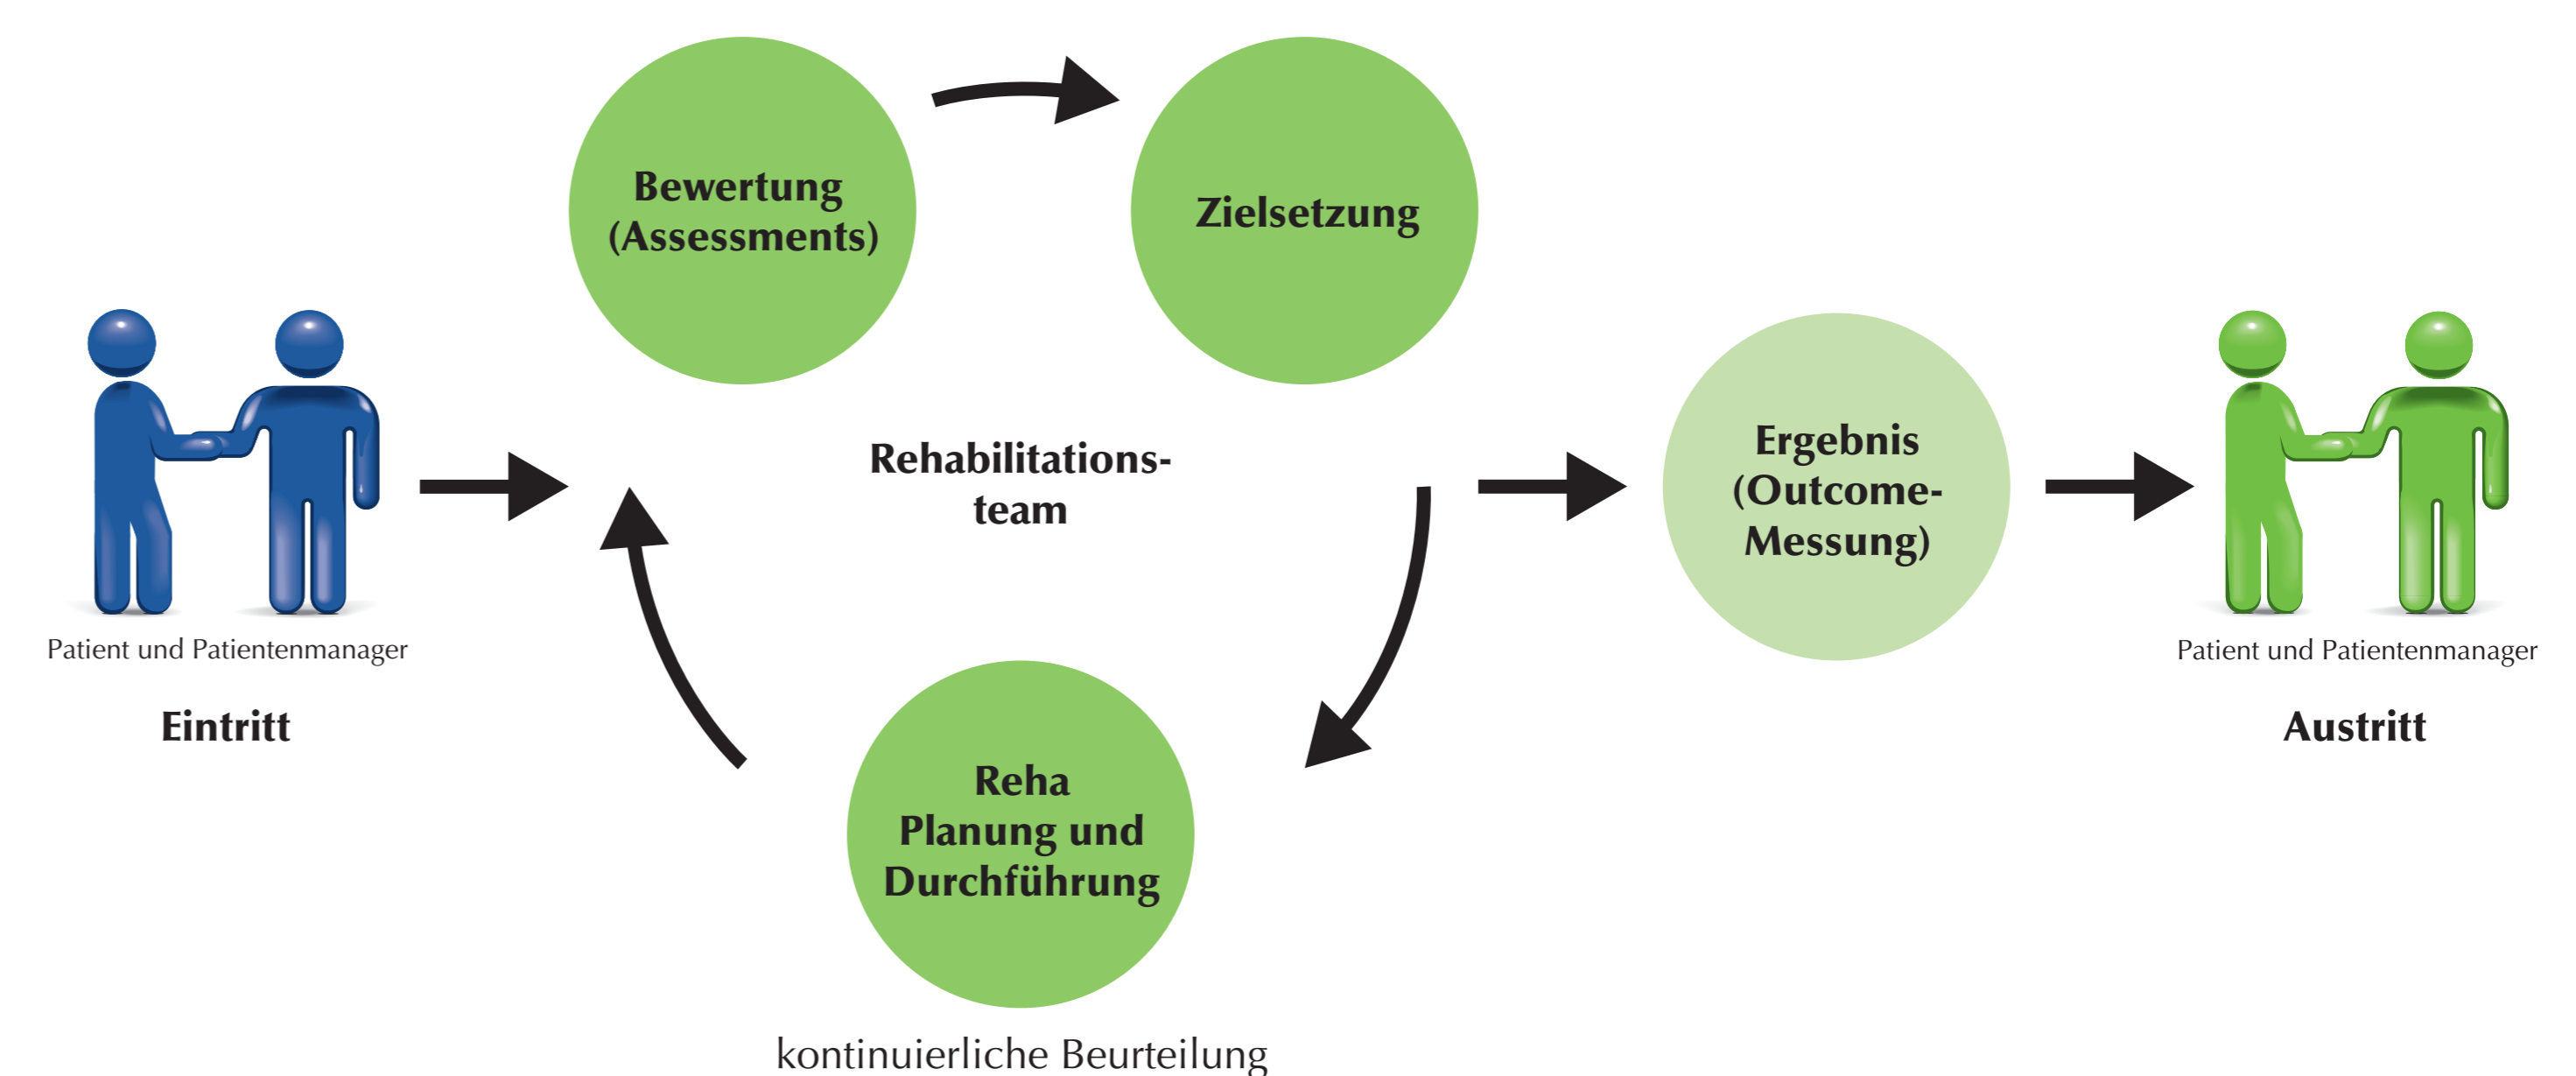 Bewertung
(Assessments)
Zielsetzung
Rehabilitations-
team
Reha
Planung und
Durchführung
kontinuierliche Beurteilung
Patient und Patientenmanager
Eintritt
Ergebnis
(Outcome-
Messung)
Patient und Patientenmanager
Austritt